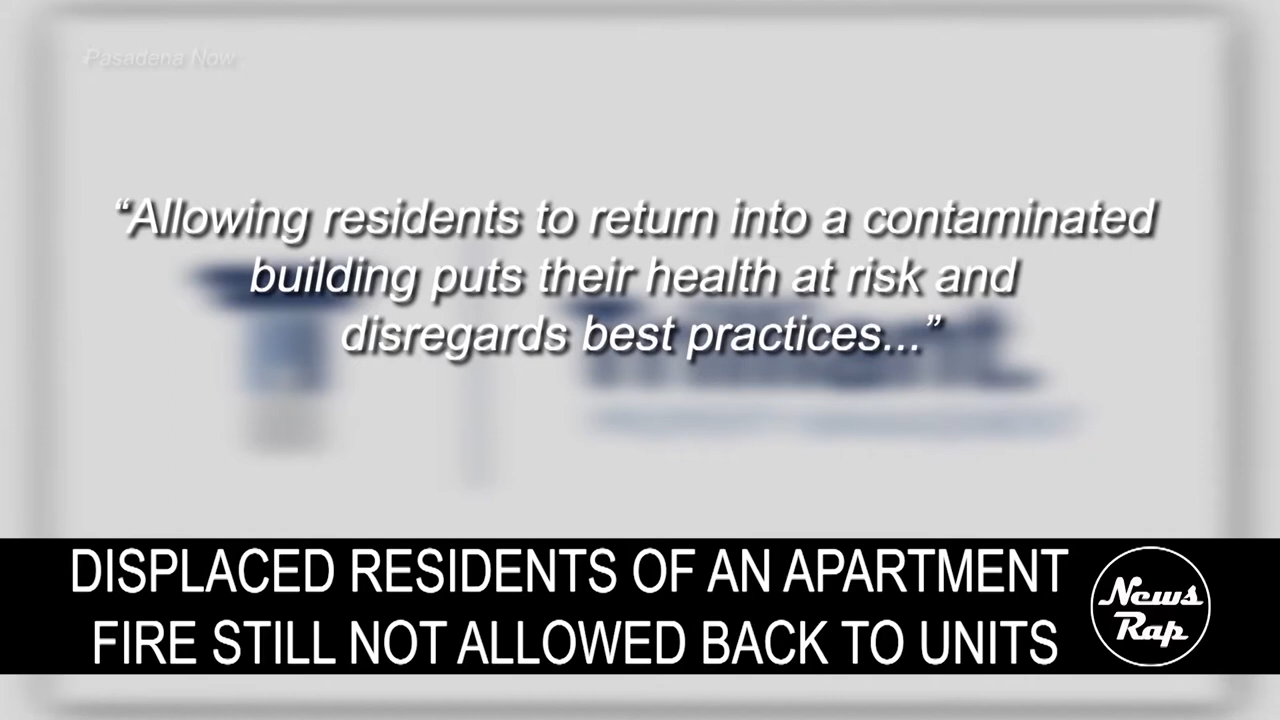 Pasadena Now
“Allowing residents to return into a contaminated
building puts their health at risk and
disregards best practices...”
DISPLACED RESIDENTS OF AN APARTMENT
FIRE STILL NOT ALLOWED BACK TO UNITS
News
Rap